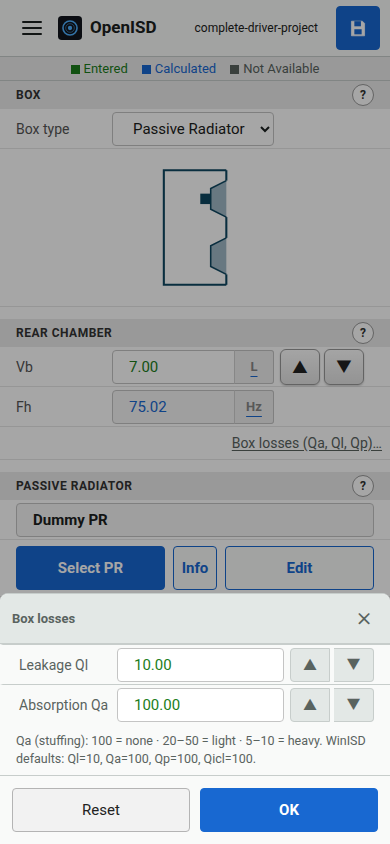 OpenISD
complete-driver-project
Entered Calculated Not Available
BOX ?
Box type Passive Radiator
REAR CHAMBER ?
Vb 7.00 L ▲ ▼
Fh 75.02 Hz
Box losses (Qa, Ql, Qp)...
PASSIVE RADIATOR ?
Dummy PR
Select PR Info Edit
Box losses ×
Leakage Ql 10.00 ▲ ▼
Absorption Qa 100.00 ▲ ▼
Qa (stuffing): 100 = none · 20–50 = light · 5–10 = heavy. WinISD
defaults: Ql=10, Qa=100, Qp=100, Qicl=100.
Reset OK